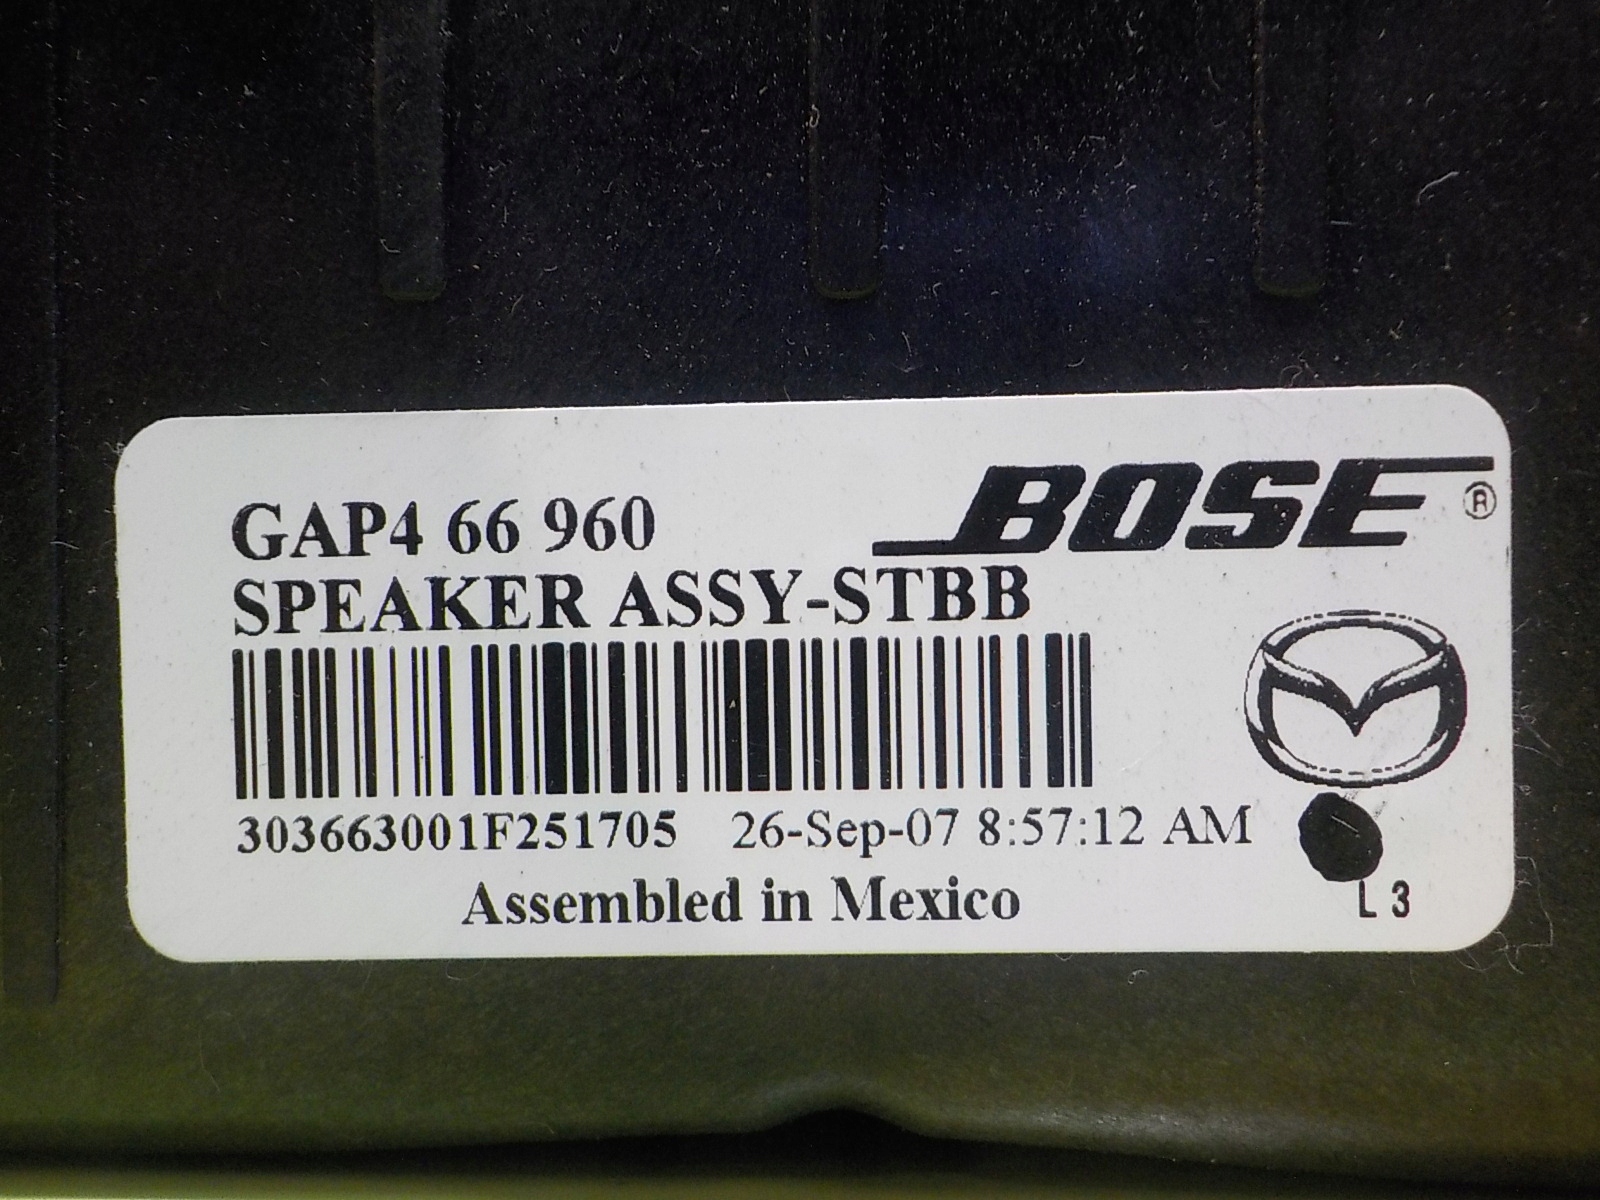 GAP4 66 960
BOSE®
SPEAKER ASSY-STBB
303663001F251705 26-Sep-07 8:57:12 AM
Assembled in Mexico
L 3